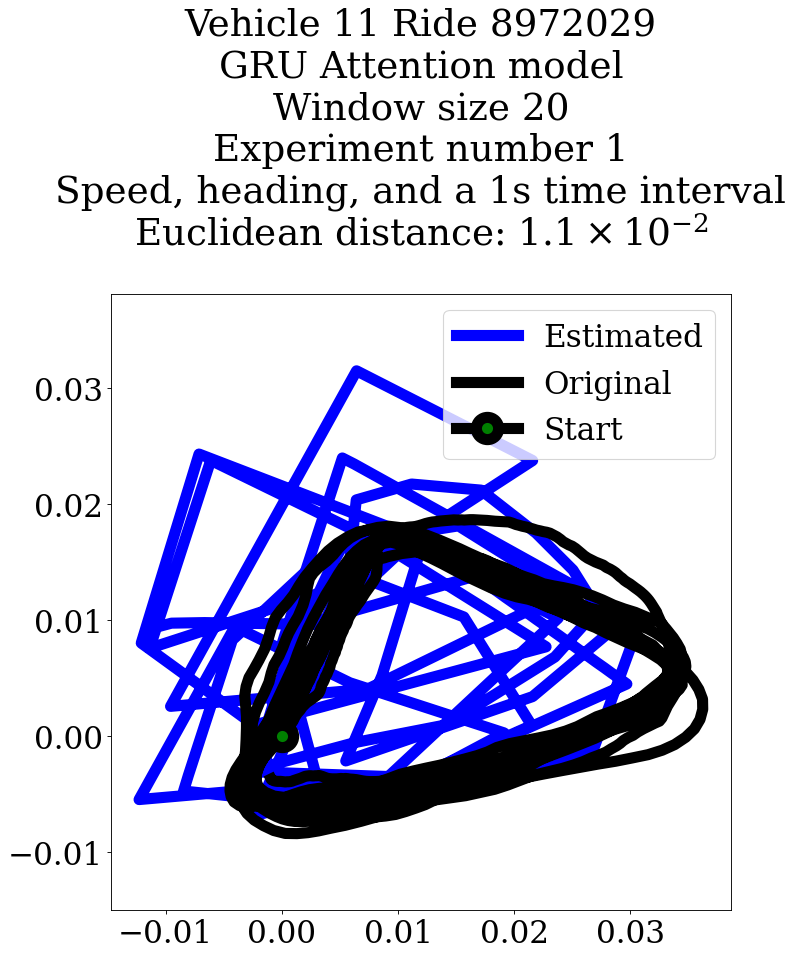 Vehicle 11 Ride 8972029
GRU Attention model
Window size 20
Experiment number 1
Speed, heading, and a 1s time interval
Euclidean distance: 1.1 × 10⁻²
Estimated
Original
Start
0.03
0.02
0.01
0.00
−0.01
−0.01 0.00 0.01 0.02 0.03